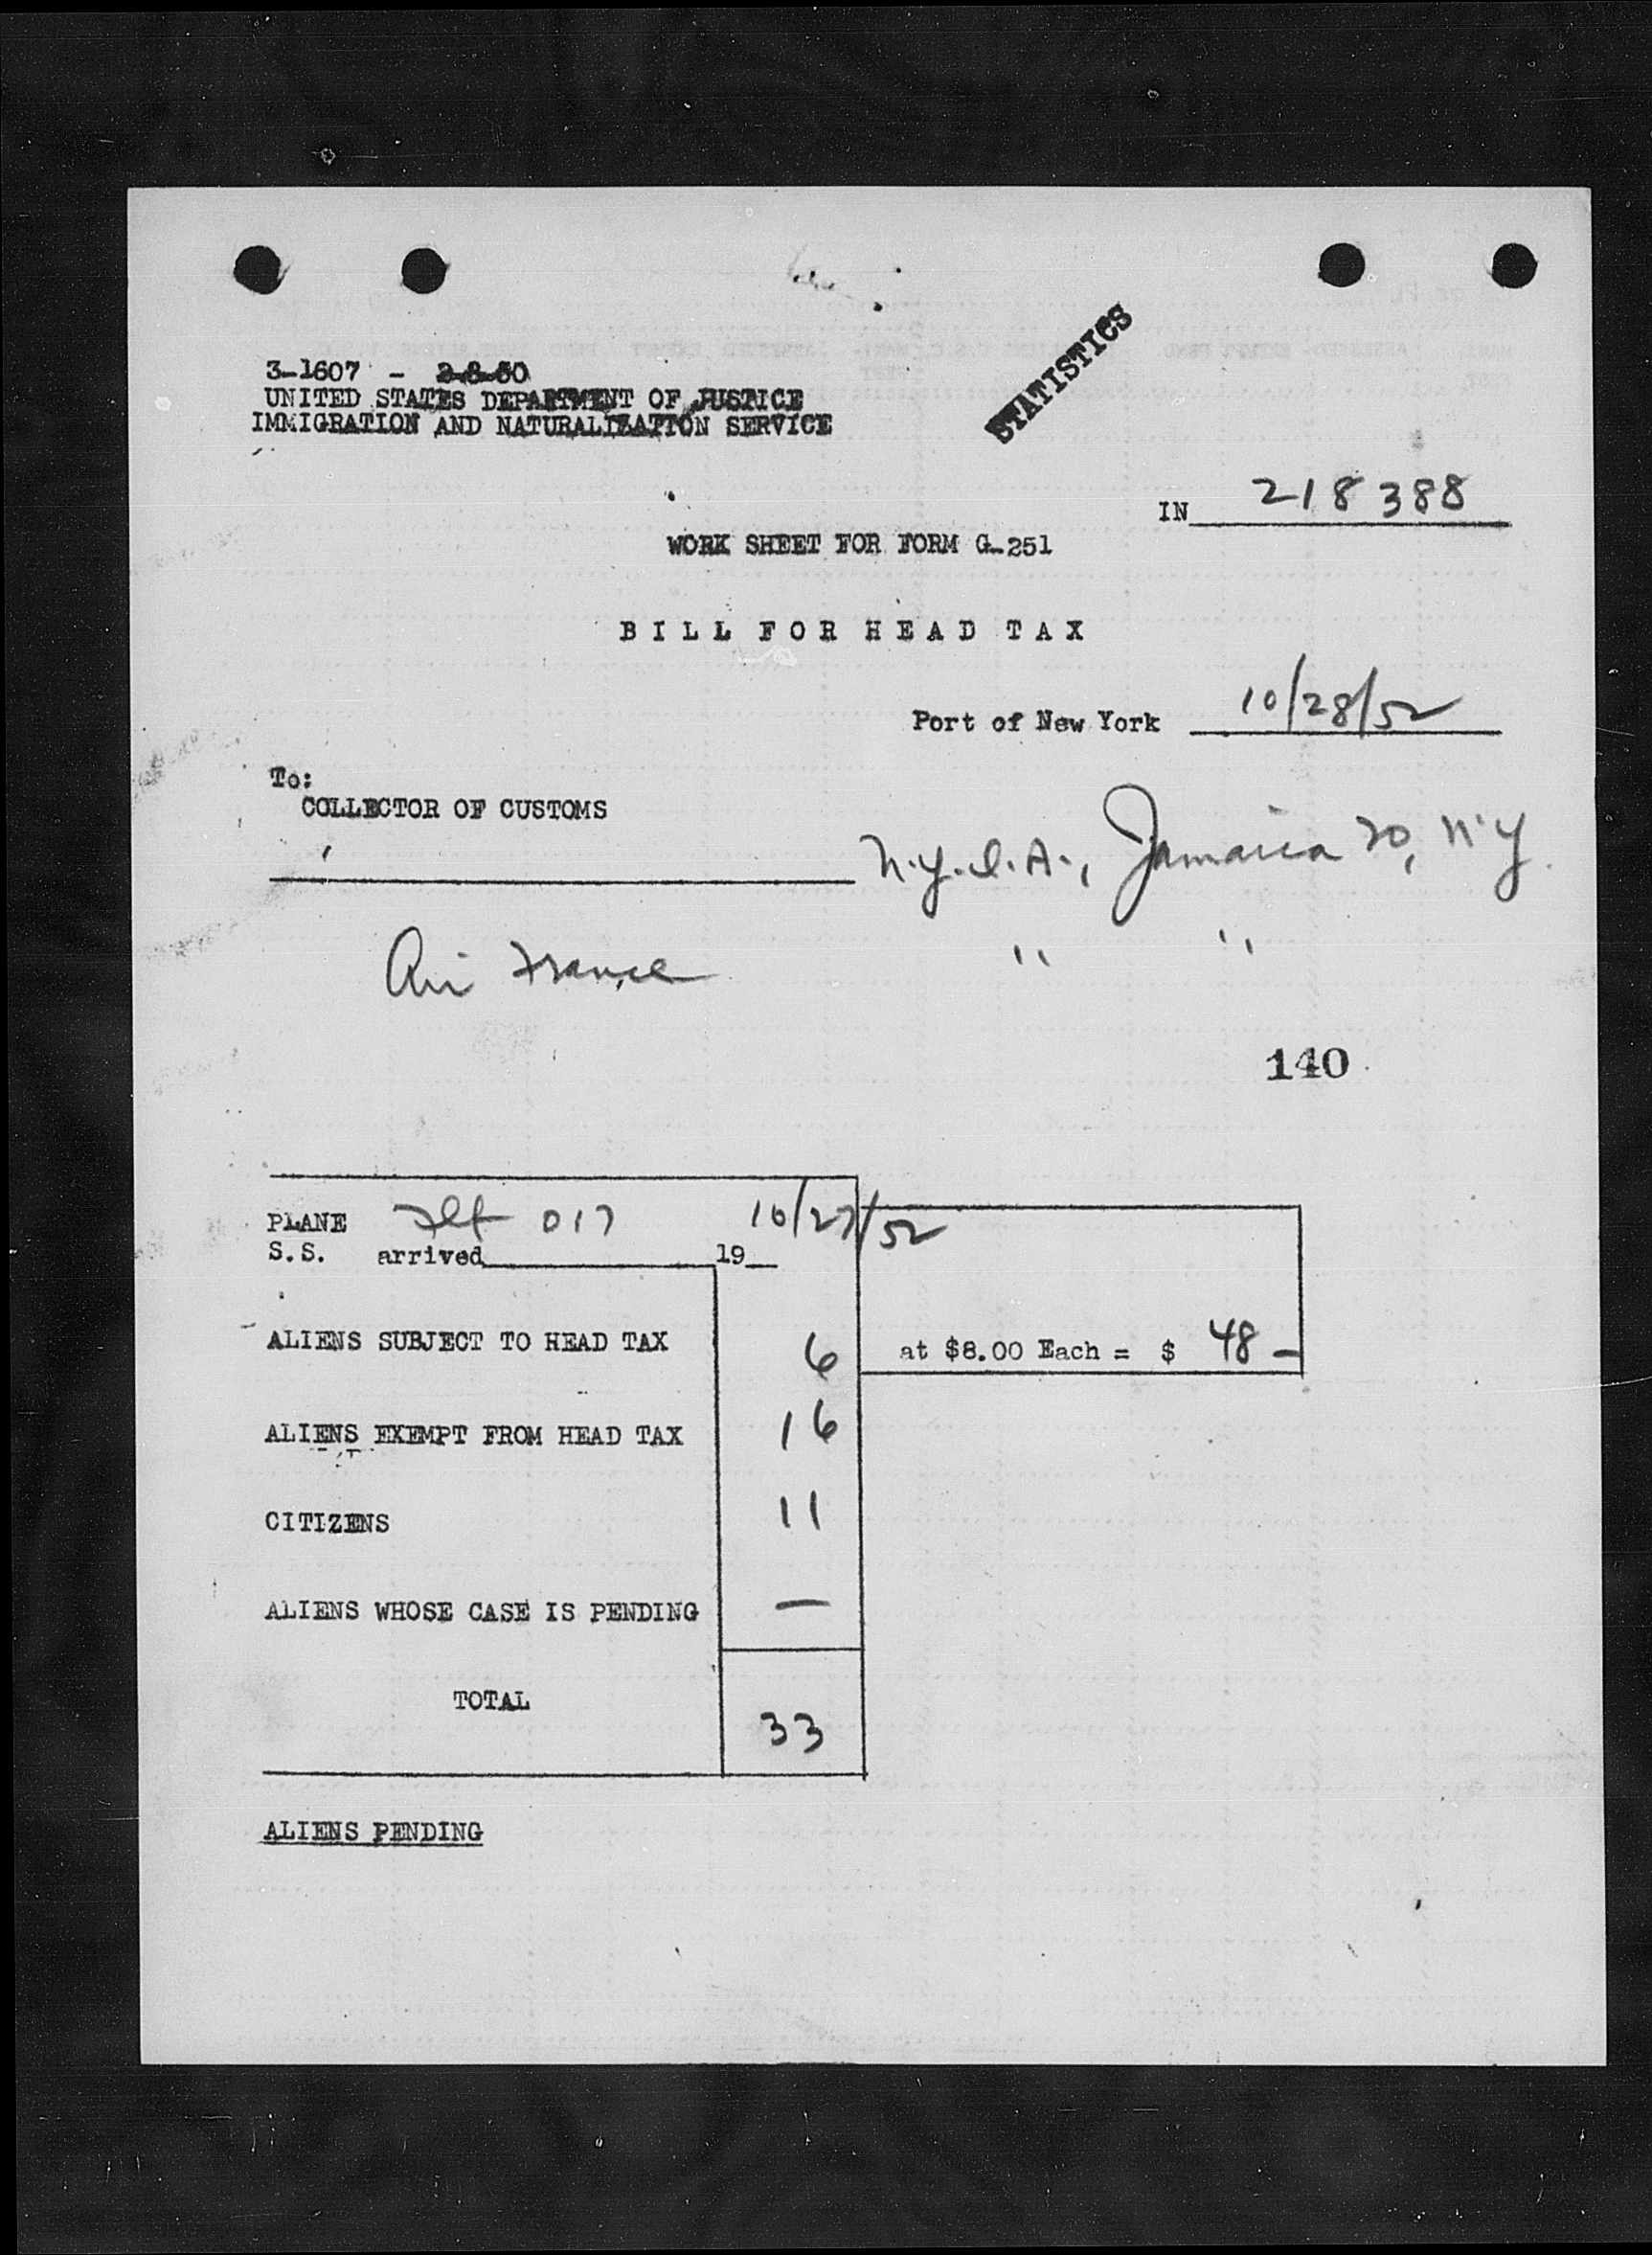 STATISTICS
3-1607 - 2-8-50
UNITED STATES DEPARTMENT OF JUSTICE
IMMIGRATION AND NATURALIZATION SERVICE
IN 218388
WORK SHEET FOR FORM G-251
BILL FOR HEAD TAX
Port of New York 10/28/52
To:
COLLECTOR OF CUSTOMS
N.Y.I.A., Jamaica 30, N.Y.
Air France " "
140
PLANE Flt 017 10/27/52
S.S. arrived 19
ALIENS SUBJECT TO HEAD TAX 6 at $8.00 Each = $ 48 —
ALIENS EXEMPT FROM HEAD TAX 16
CITIZENS 11
ALIENS WHOSE CASE IS PENDING —
TOTAL 33
ALIENS PENDING